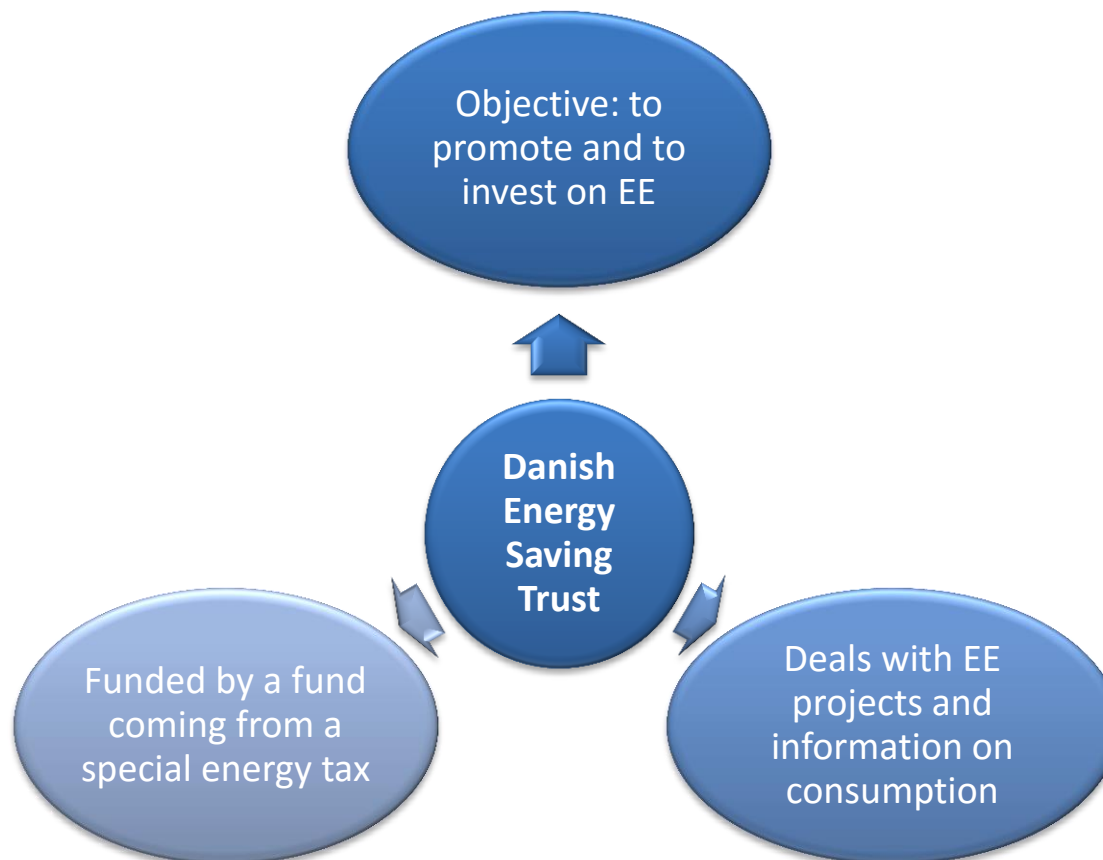 Objective: to
promote and to
invest on EE
Danish
Energy
Saving
Trust
Funded by a fund
coming from a
special energy tax
Deals with EE
projects and
information on
consumption